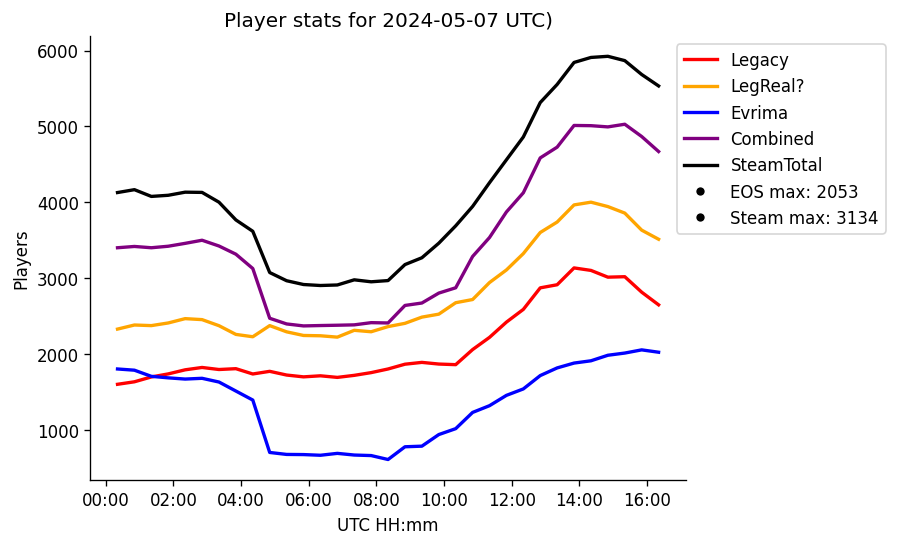 Player stats for 2024-05-07 UTC)
6000
5000
4000
3000
2000
1000
Players
00:00 02:00 04:00 06:00 08:00 10:00 12:00 14:00 16:00
UTC HH:mm
Legacy
LegReal?
Evrima
Combined
SteamTotal
EOS max: 2053
Steam max: 3134